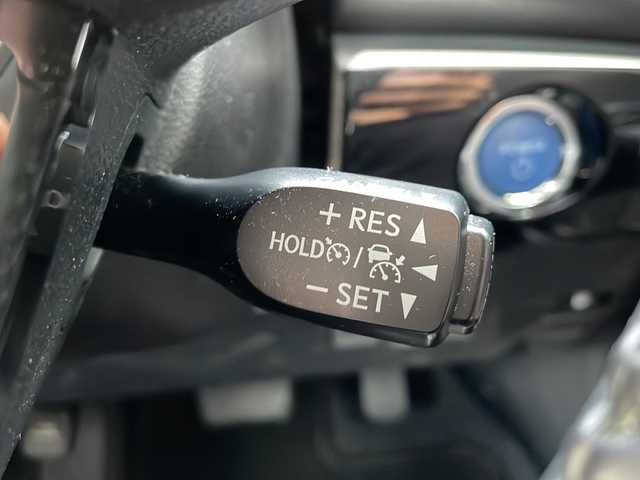 + RES
HOLD /
− SET